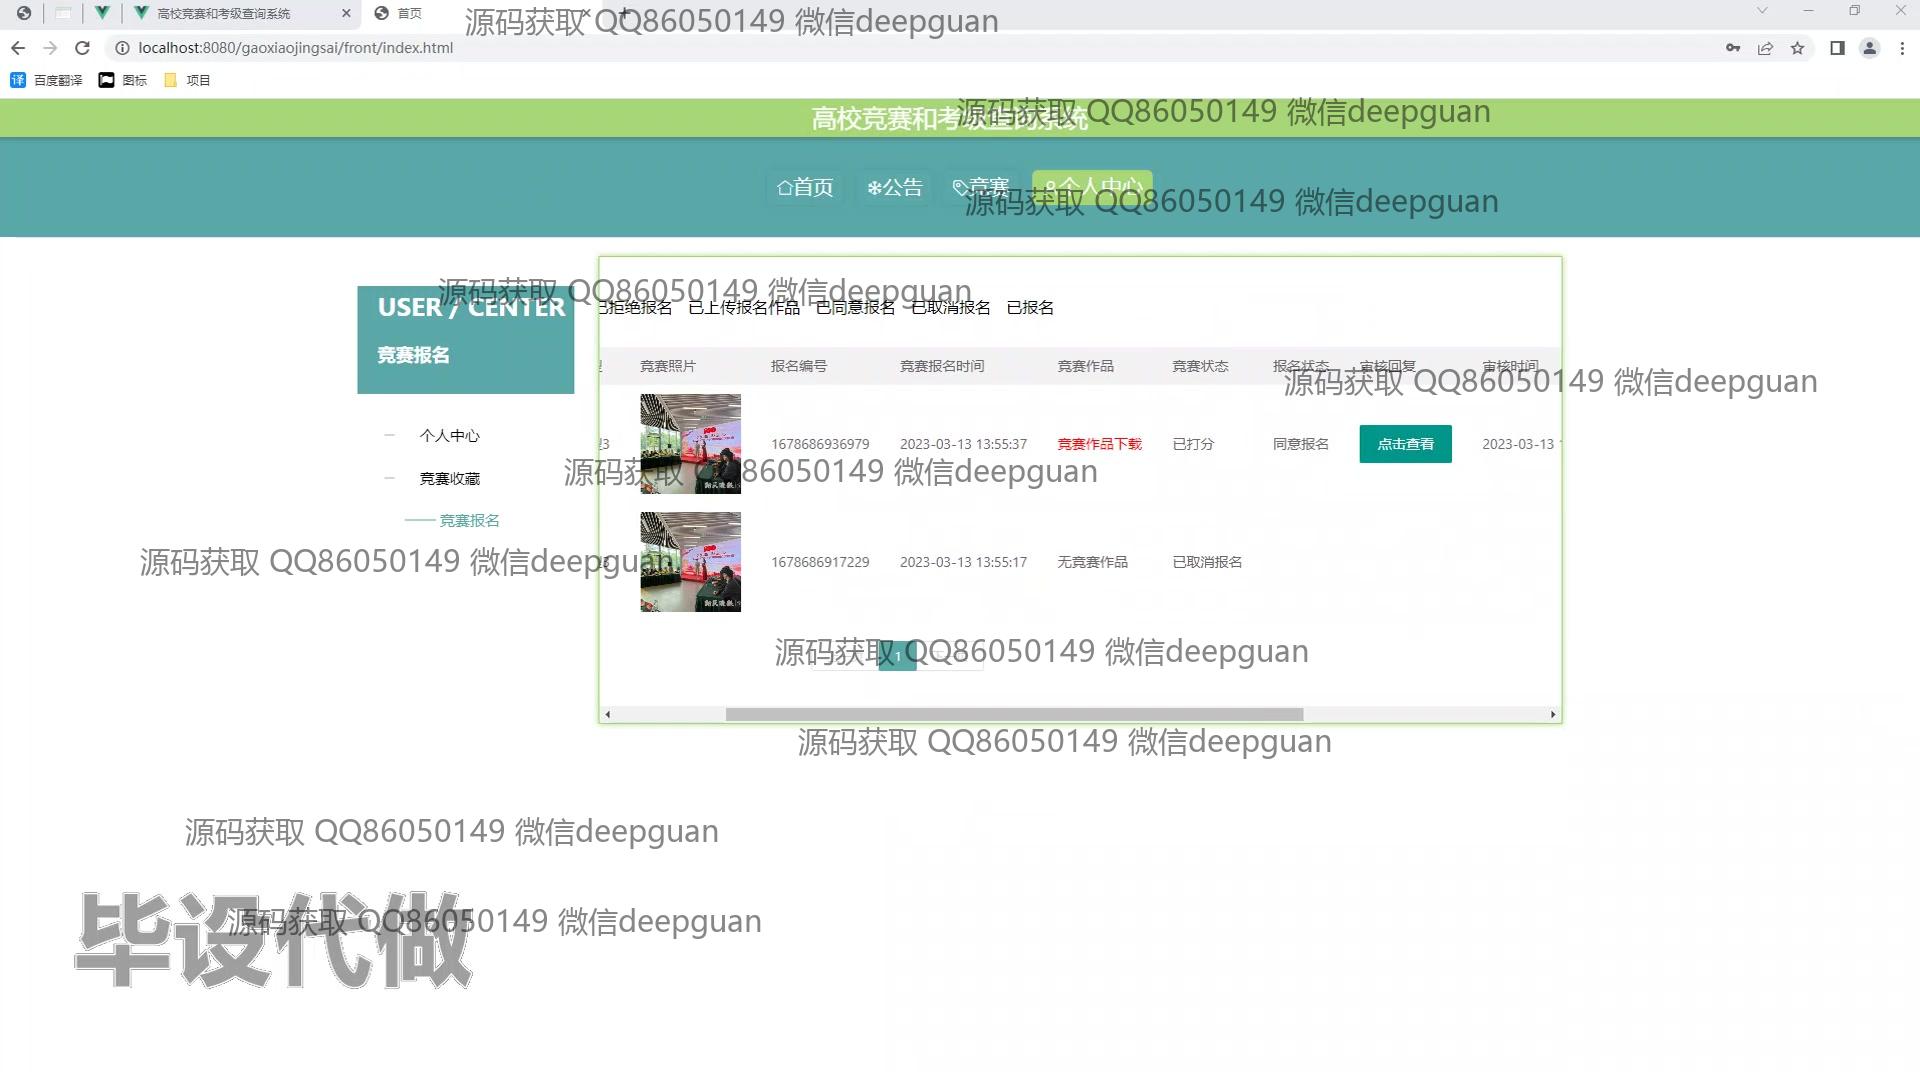 高校竞赛和考级查询系统
首页
源码获取 QQ86050149 微信deepguan
localhost:8080/gaoxiaojingsai/front/index.html
百度翻译
图标
项目
高校竞赛和考级查询系统
源码获取 QQ86050149 微信deepguan
首页
公告
竞赛
个人中心
源码获取 QQ86050149 微信deepguan
源码获取 QQ86050149 微信deepguan
USER / CENTER
竞赛报名
已拒绝报名 已上传报名作品 已同意报名 已取消报名 已报名
竞赛照片 报名编号 竞赛报名时间 竞赛作品 竞赛状态 报名状态 审核回复 审核时间
源码获取 QQ86050149 微信deepguan
个人中心
3 1678686936979 2023-03-13 13:55:37 竞赛作品下载 已打分 同意报名 点击查看 2023-03-13
源码获取 QQ86050149 微信deepguan
竞赛收藏
竞赛报名
源码获取 QQ86050149 微信deepguan
1678686917229 2023-03-13 13:55:17 无竞赛作品 已取消报名
源码获取 QQ86050149 微信deepguan
1
源码获取 QQ86050149 微信deepguan
源码获取 QQ86050149 微信deepguan
源码获取 QQ86050149 微信deepguan
毕设代做